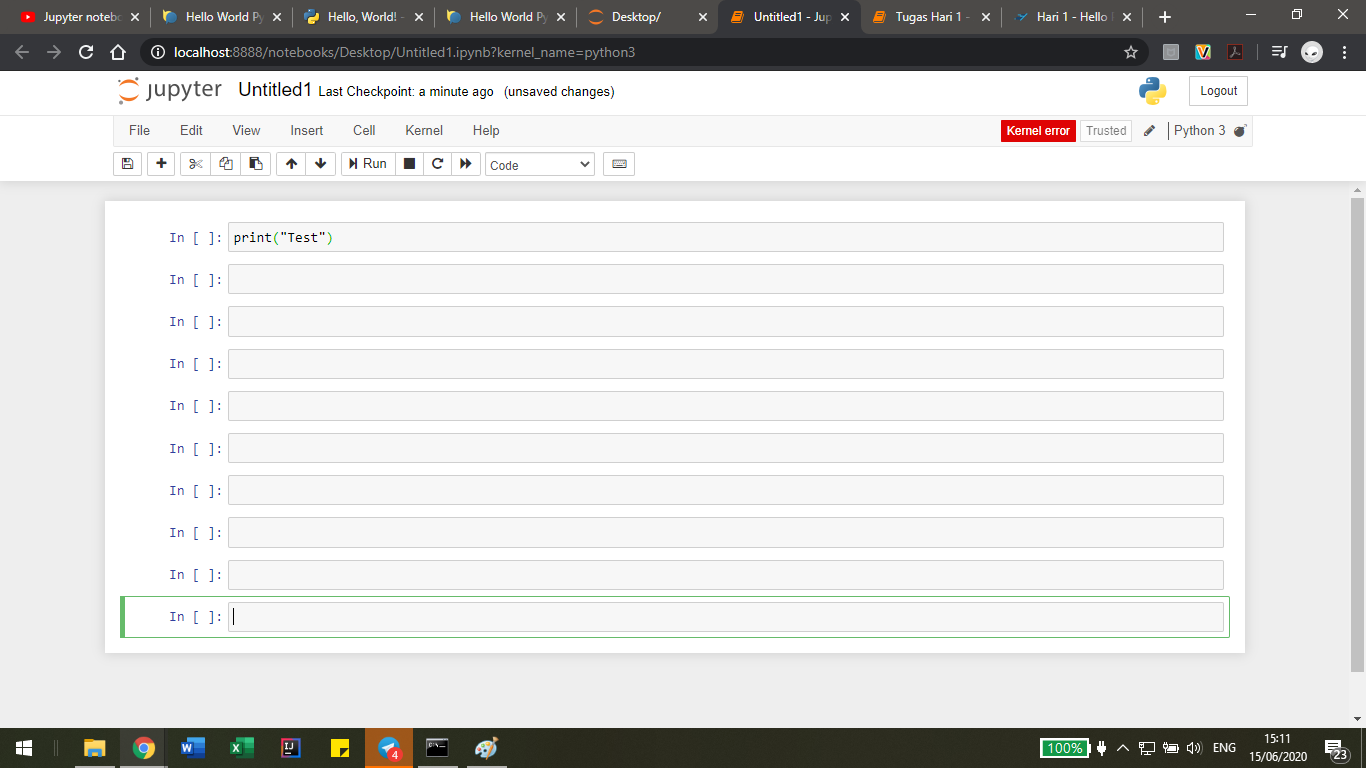 Jupyter notebo
Hello World Py
Hello, World! -
Hello World Py
Desktop/
Untitled1 - Jup
Tugas Hari 1 -
Hari 1 - Hello
localhost:8888/notebooks/Desktop/Untitled1.ipynb?kernel_name=python3
jupyter Untitled1 Last Checkpoint: a minute ago (unsaved changes)
Logout
File Edit View Insert Cell Kernel Help
Kernel error Trusted Python 3
Run Code
In [ ]: print("Test")
In [ ]:
In [ ]:
In [ ]:
In [ ]:
In [ ]:
In [ ]:
In [ ]:
In [ ]:
In [ ]:
4
100%
ENG
15:11
15/06/2020
23